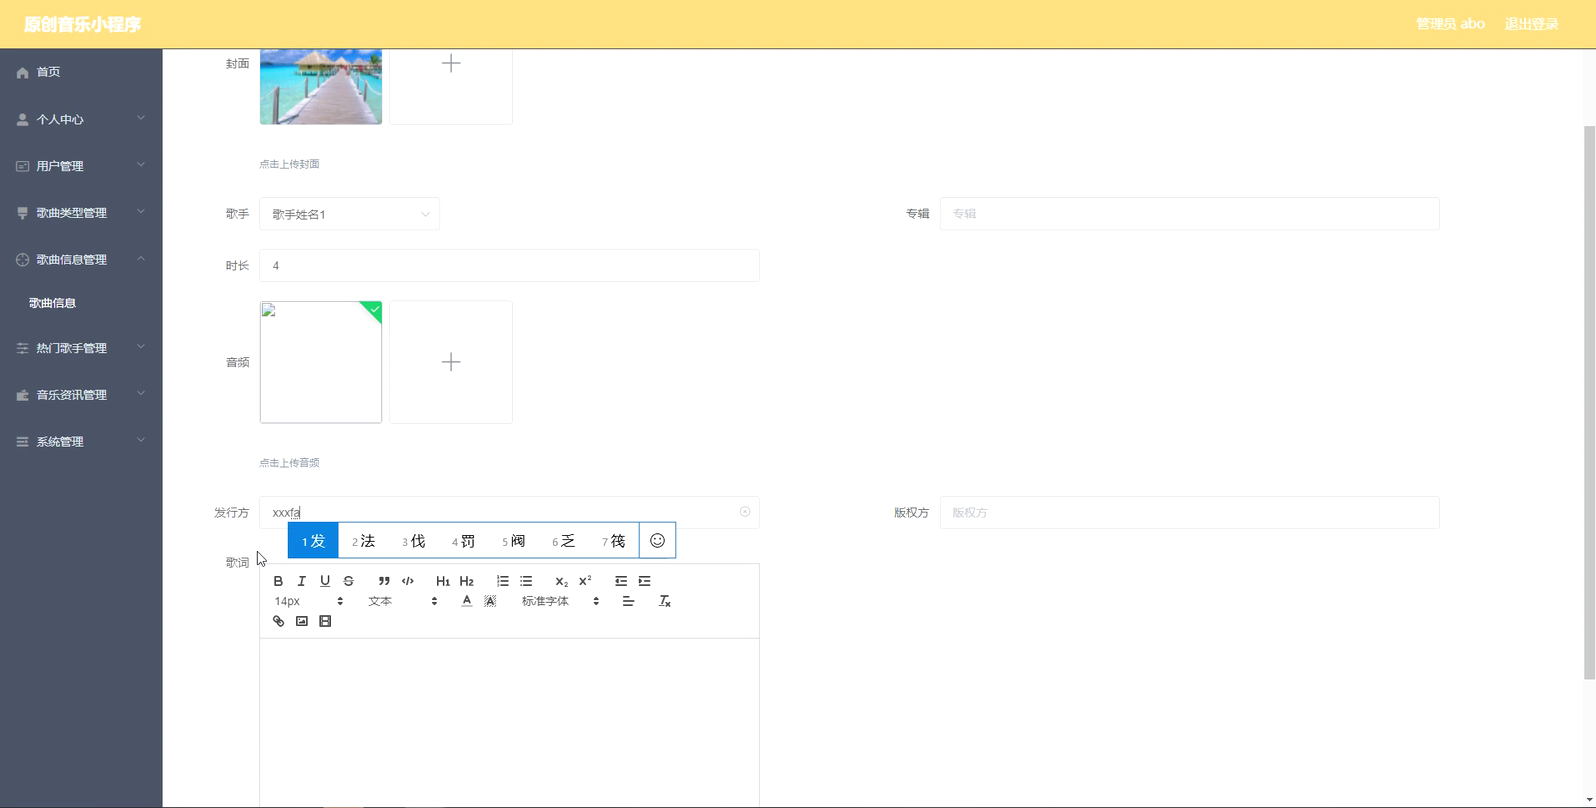 原创音乐小程序
管理员 abo 退出登录
首页
个人中心
用户管理
歌曲类型管理
歌曲信息管理
歌曲信息
热门歌手管理
音乐资讯管理
系统管理
封面
点击上传封面
歌手 歌手姓名1 专辑 专辑
时长 4
音频
点击上传音频
发行方 xxxfa 版权方 版权方
1 发 2 法 3 伐 4 罚 5 阀 6 乏 7 筏
歌词
B I U S H1 H2 X2 X2
14px 文本 A A 标准字体 Tx